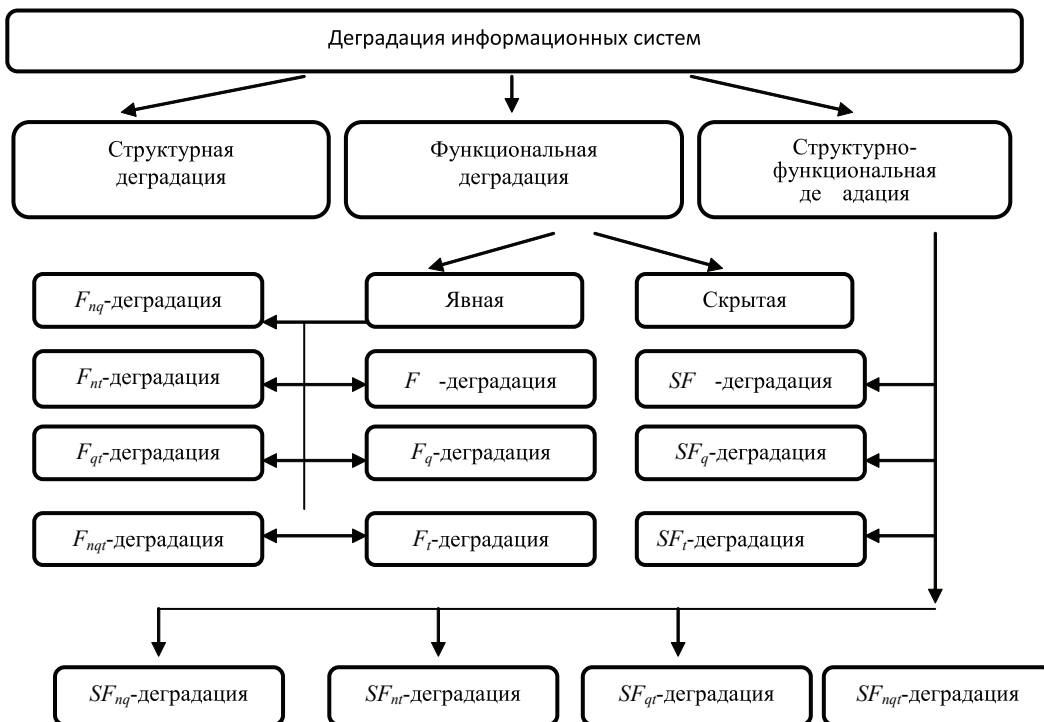 Деградация информационных систем
Структурная
деградация
Функциональная
деградация
Структурно-
функциональная
де адация
Fnq-деградация
Явная
Скрытая
Fnt-деградация
F -деградация
SF -деградация
Fqt-деградация
Fq-деградация
SFq-деградация
Fnqt-деградация
Ft-деградация
SFt-деградация
SFnq-деградация
SFnt-деградация
SFqt-деградация
SFnqt-деградация